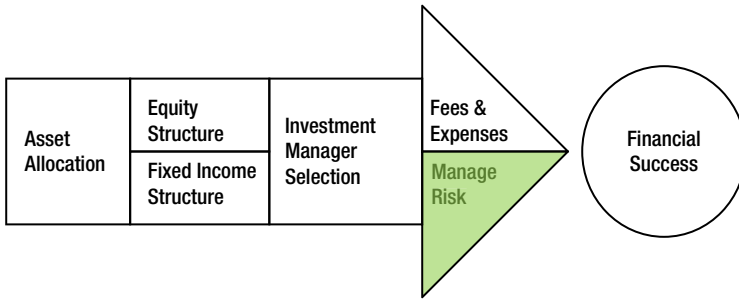 Asset
Allocation
Equity
Structure
Fixed Income
Structure
Investment
Manager
Selection
Fees &
Expenses
Manage
Risk
Financial
Success